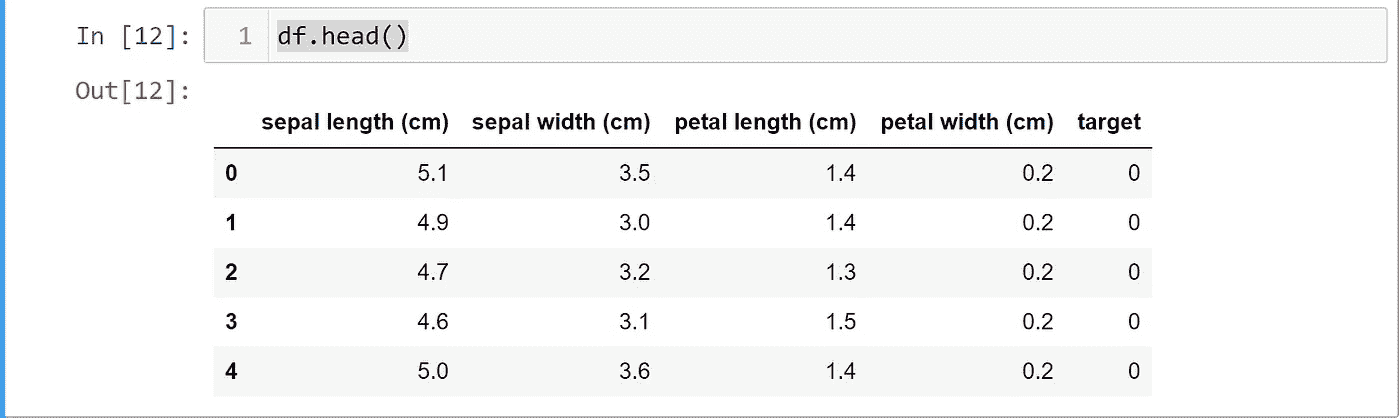 In [12]: 1 df.head()
Out[12]:
sepal length (cm) sepal width (cm) petal length (cm) petal width (cm) target
0 5.1 3.5 1.4 0.2 0
1 4.9 3.0 1.4 0.2 0
2 4.7 3.2 1.3 0.2 0
3 4.6 3.1 1.5 0.2 0
4 5.0 3.6 1.4 0.2 0